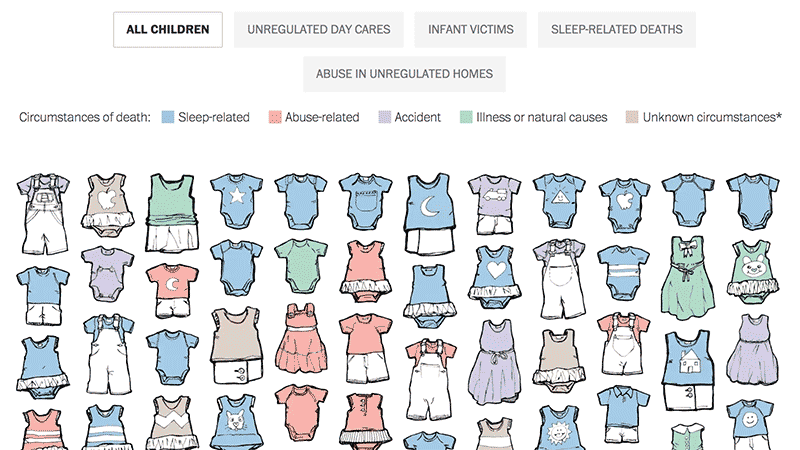 ALL CHILDREN
UNREGULATED DAY CARES
INFANT VICTIMS
SLEEP-RELATED DEATHS
ABUSE IN UNREGULATED HOMES
Circumstances of death: Sleep-related Abuse-related Accident Illness or natural causes Unknown circumstances*